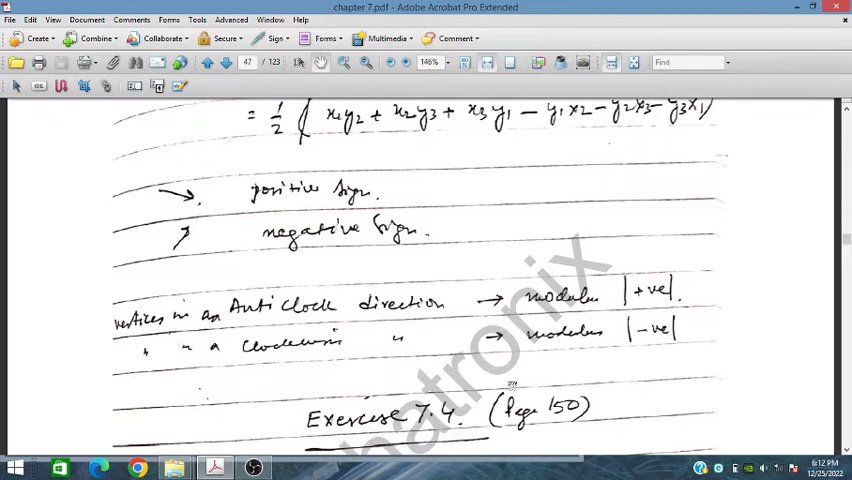 chapter 7.pdf - Adobe Acrobat Pro Extended
File Edit View Document Comments Forms Tools Advanced Window Help
Create Combine Collaborate Secure Sign Forms Multimedia Comment
47 / 123 146% Find
= 1/2 ( x1y2 + x2y3 + x3y1 - y1x2 - y2x3 - y3x1 )
→ positive Sign.
↗ negative Sign.
vertices in an AntiClock direction → modulus |+ve|.
" " a clockwise " → modulus |-ve|
Exercise 7.4. (Page 150)
hatronix
6:12 PM
12/25/2022